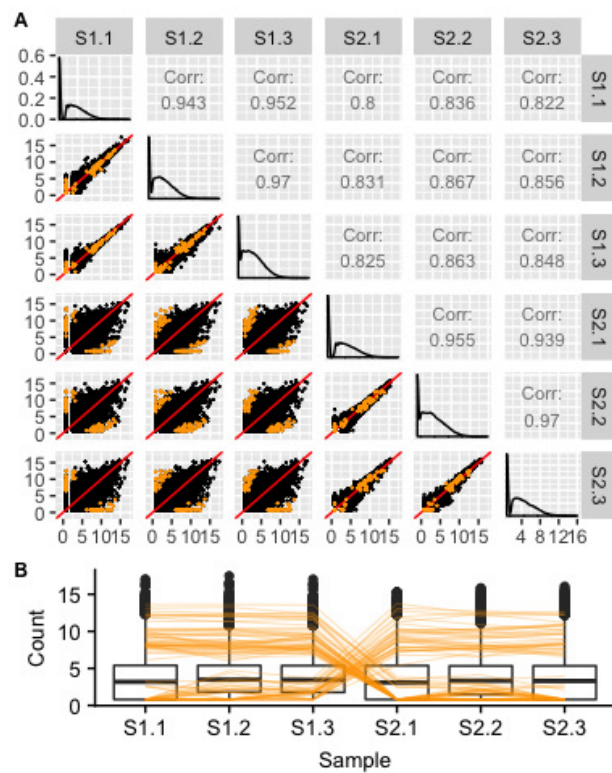 A
S1.1 S1.2 S1.3 S2.1 S2.2 S2.3
0.6
0.4
0.2
0.0
Corr: Corr: Corr: Corr: Corr:
0.943 0.952 0.8 0.836 0.822
S1.1
15
10
5
0
Corr: Corr: Corr: Corr:
0.97 0.831 0.867 0.856
S1.2
15
10
5
0
Corr: Corr: Corr:
0.825 0.863 0.848
S1.3
15
10
5
0
Corr: Corr:
0.955 0.939
S2.1
15
10
5
0
Corr:
0.97
S2.2
15
10
5
0
S2.3
0 5 1015 0 5 1015 0 5 1015 0 5 1015 0 5 1015 4 8 1216
B
15
10
5
0
Count
S1.1 S1.2 S1.3 S2.1 S2.2 S2.3
Sample